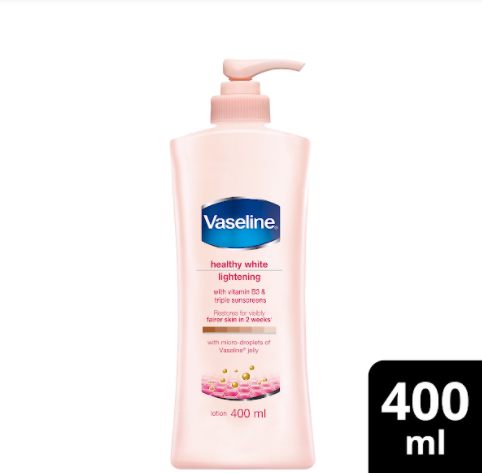 Vaseline®
healthy white
lightening
with vitamin B3 &
triple sunscreens
Restores for visibly
fairer skin in 2 weeks
with micro-droplets of
Vaseline® jelly
lotion 400 ml
400
ml